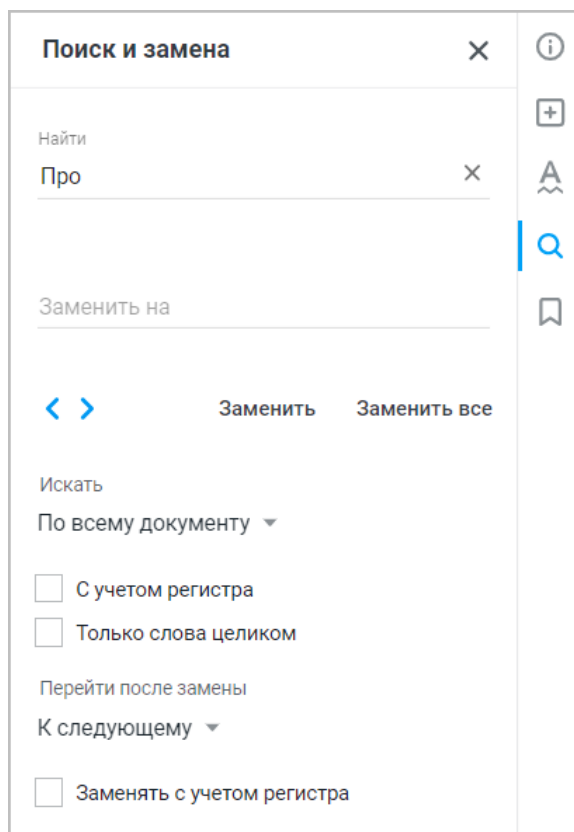 Поиск и замена
Найти
Про
Заменить на
Заменить Заменить все
Искать
По всему документу
С учетом регистра
Только слова целиком
Перейти после замены
К следующему
Заменять с учетом регистра